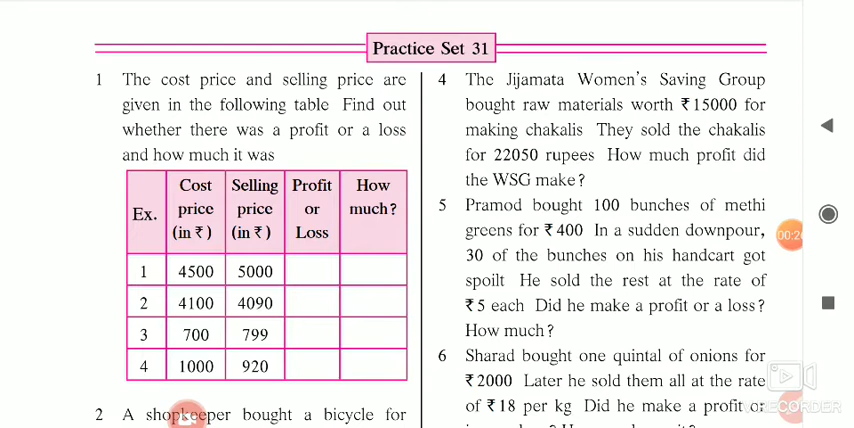 Practice Set 31
1 The cost price and selling price are
given in the following table Find out
whether there was a profit or a loss
and how much it was
Ex. Cost price (in ₹) Selling price (in ₹) Profit or Loss How much?
1 4500 5000
2 4100 4090
3 700 799
4 1000 920
2 A shopkeeper bought a bicycle for
4 The Jijamata Women's Saving Group
bought raw materials worth ₹15000 for
making chakalis They sold the chakalis
for 22050 rupees How much profit did
the WSG make?
5 Pramod bought 100 bunches of methi
greens for ₹400 In a sudden downpour,
30 of the bunches on his handcart got
spoilt He sold the rest at the rate of
₹5 each Did he make a profit or a loss?
How much?
6 Sharad bought one quintal of onions for
₹2000 Later he sold them all at the rate
of ₹18 per kg Did he make a profit or
RECORDER